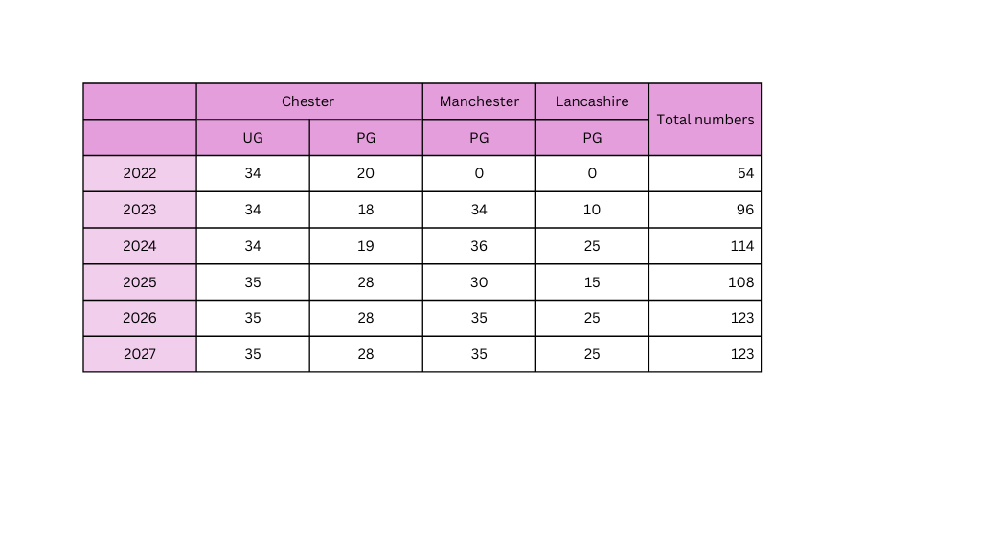 Chester Manchester Lancashire Total numbers
UG PG PG PG
2022 34 20 0 0 54
2023 34 18 34 10 96
2024 34 19 36 25 114
2025 35 28 30 15 108
2026 35 28 35 25 123
2027 35 28 35 25 123